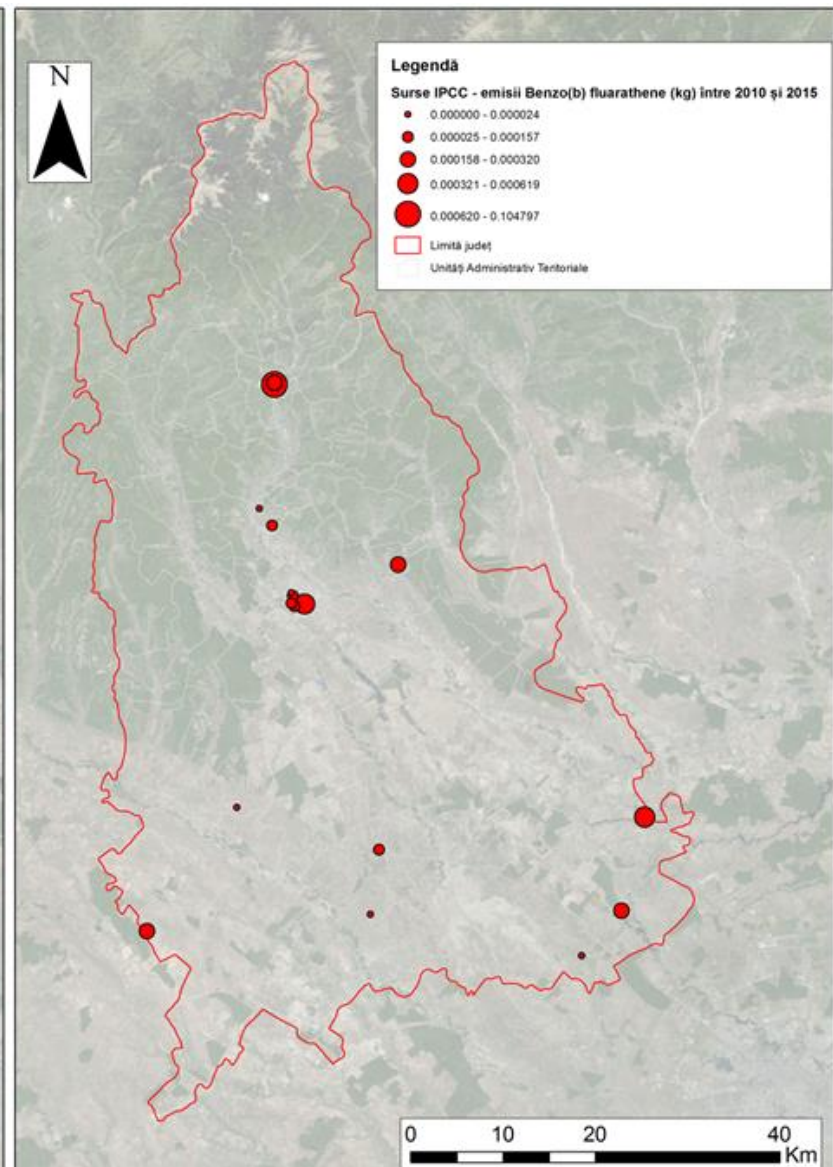 N
Legendă
Surse IPCC - emisii Benzo(b) fluarathene (kg) între 2010 și 2015
0.000000 - 0.000024
0.000025 - 0.000157
0.000158 - 0.000320
0.000321 - 0.000619
0.000620 - 0.104797
Limită județ
Unități Administrativ Teritoriale
0 10 20 40
Km